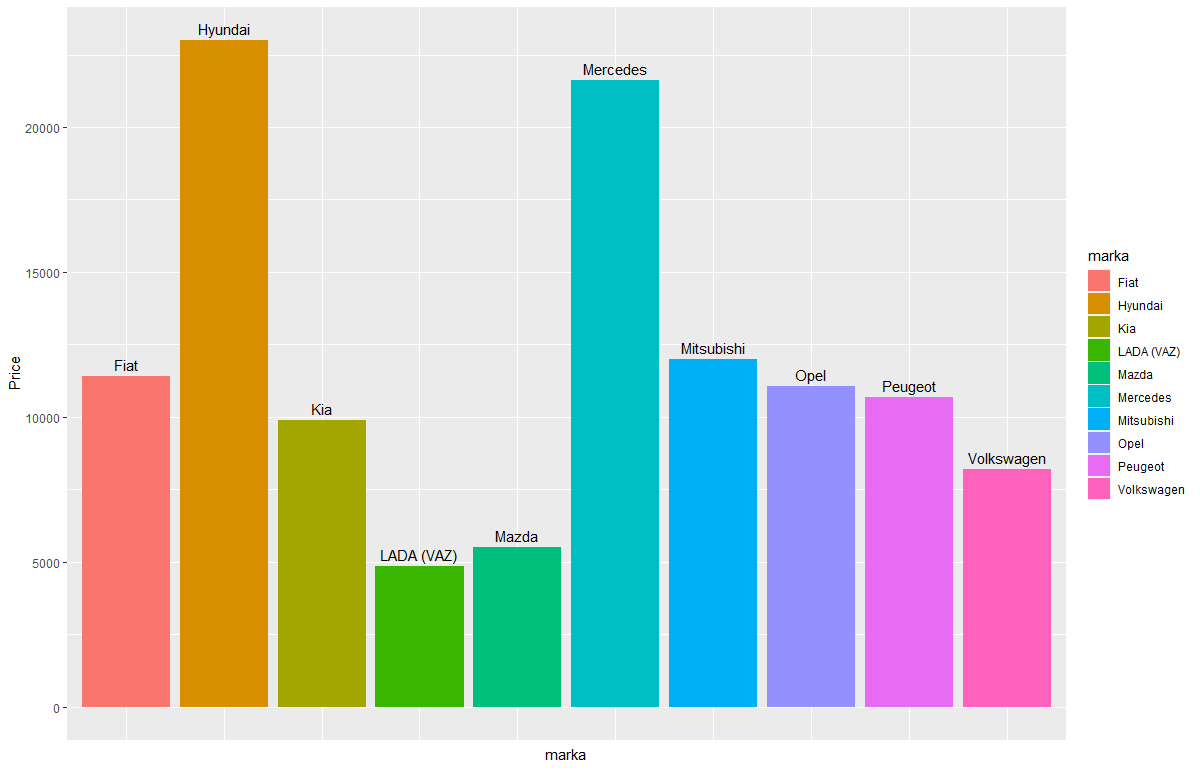 Hyundai
Mercedes
20000
15000
Mitsubishi
Fiat
Opel
Peugeot
Price
Kia
10000
Volkswagen
Mazda
LADA (VAZ)
5000
0
marka
marka
Fiat
Hyundai
Kia
LADA (VAZ)
Mazda
Mercedes
Mitsubishi
Opel
Peugeot
Volkswagen